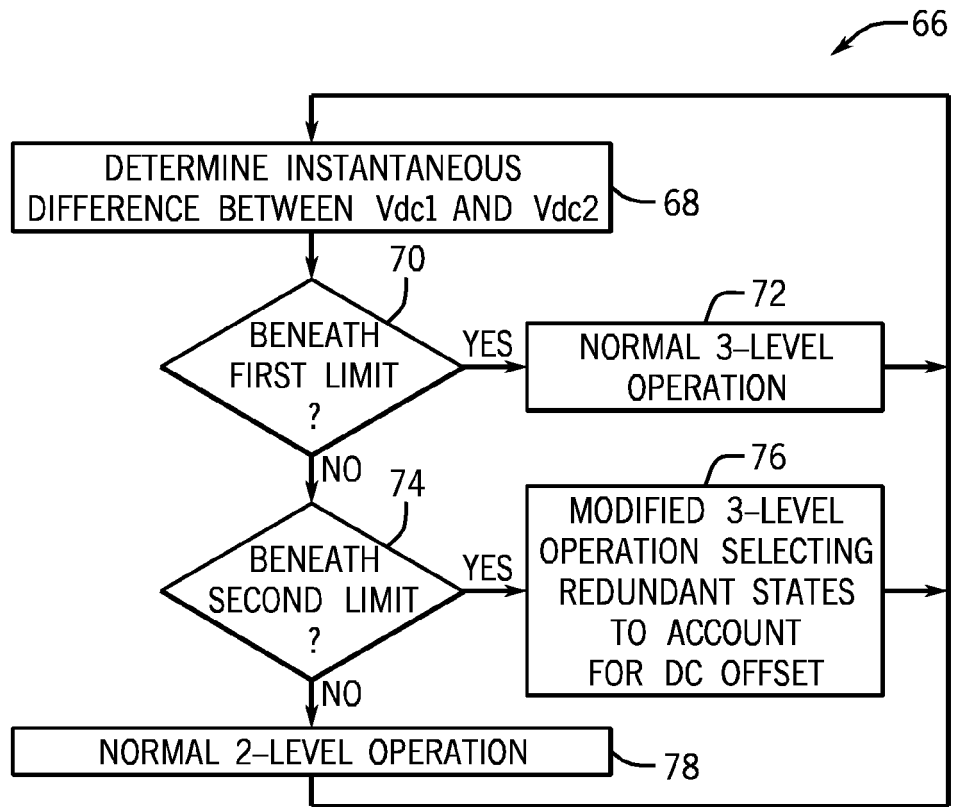 66
DETERMINE INSTANTANEOUS
DIFFERENCE BETWEEN Vdc1 AND Vdc2
68
70
BENEATH
FIRST LIMIT
?
YES
72
NORMAL 3–LEVEL
OPERATION
NO
74
BENEATH
SECOND LIMIT
?
YES
76
MODIFIED 3–LEVEL
OPERATION SELECTING
REDUNDANT STATES
TO ACCOUNT
FOR DC OFFSET
NO
NORMAL 2–LEVEL OPERATION
78